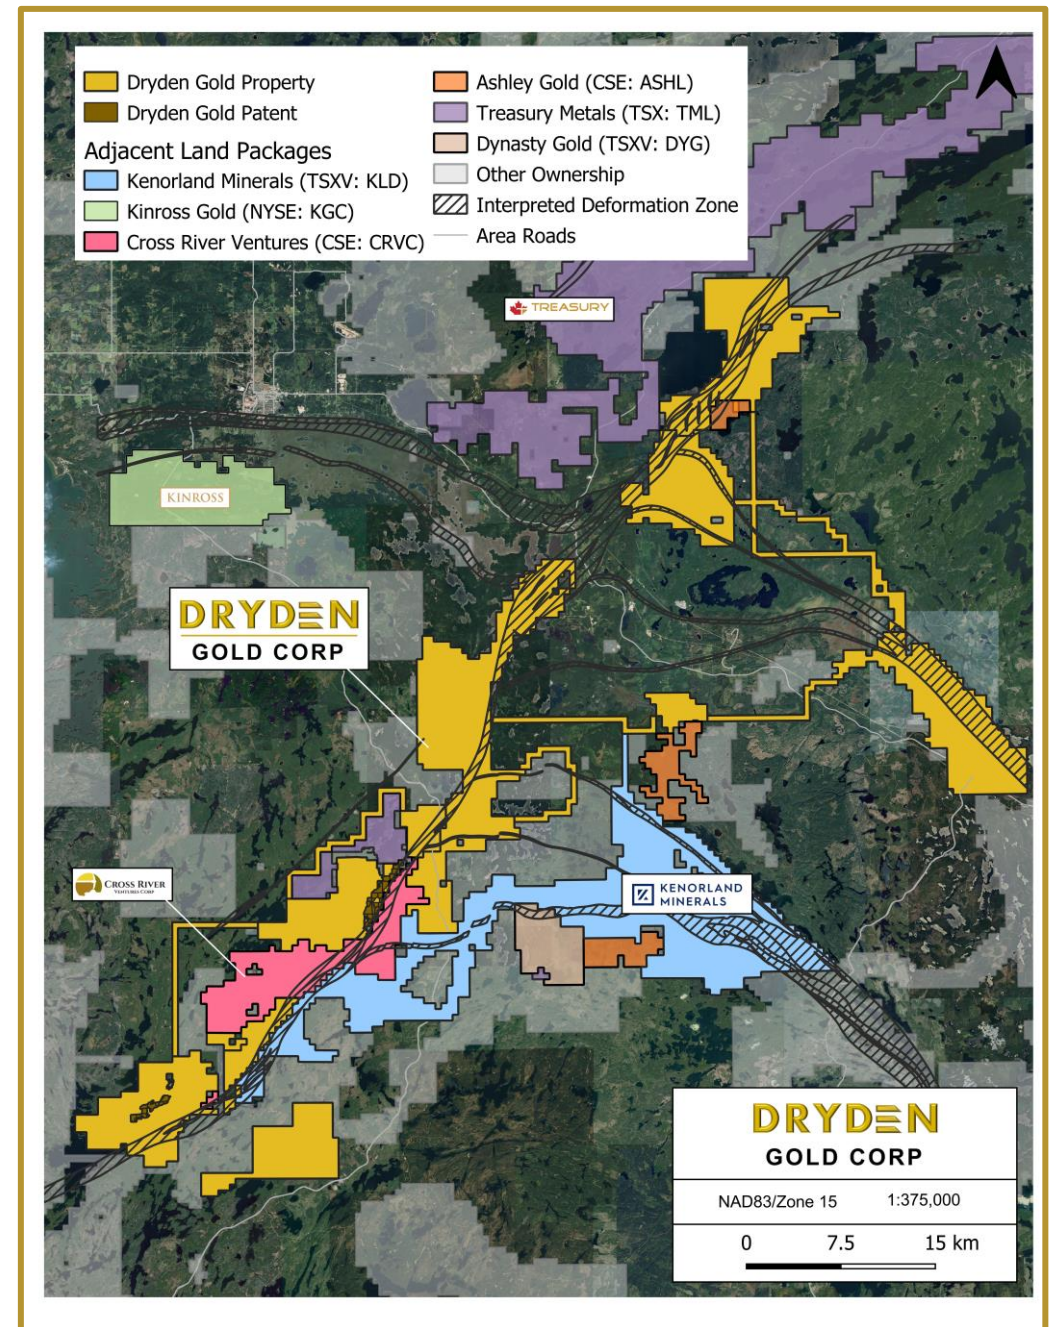 Dryden Gold Property
Dryden Gold Patent
Adjacent Land Packages
Kenorland Minerals (TSXV: KLD)
Kinross Gold (NYSE: KGC)
Cross River Ventures (CSE: CRVC)
Ashley Gold (CSE: ASHL)
Treasury Metals (TSX: TML)
Dynasty Gold (TSXV: DYG)
Other Ownership
Interpreted Deformation Zone
Area Roads
TREASURY
KINROSS
DRYDEN
GOLD CORP
CROSS RIVER
VENTURES CORP
KENORLAND
MINERALS
DRYDEN
GOLD CORP
NAD83/Zone 15 1:375,000
0 7.5 15 km